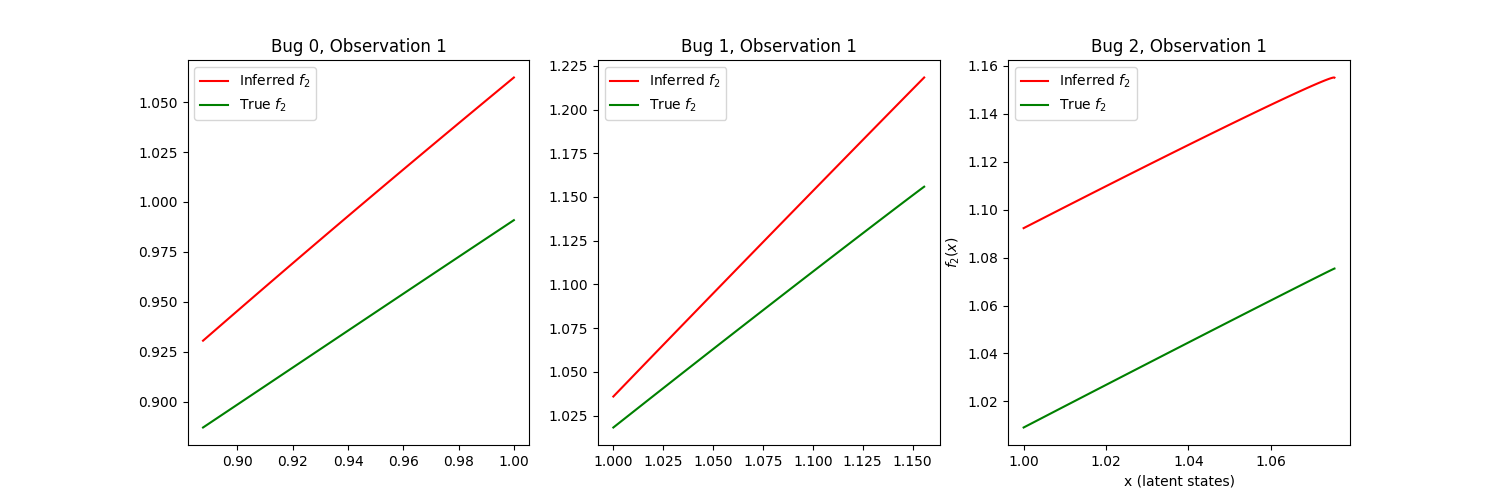 Bug 0, Observation 1
Inferred f₂
True f₂
1.050
1.025
1.000
0.975
0.950
0.925
0.900
0.90 0.92 0.94 0.96 0.98 1.00
Bug 1, Observation 1
Inferred f₂
True f₂
1.225
1.200
1.175
1.150
1.125
1.100
1.075
1.050
1.025
1.000 1.025 1.050 1.075 1.100 1.125 1.150
Bug 2, Observation 1
Inferred f₂
True f₂
f₂(x)
1.16
1.14
1.12
1.10
1.08
1.06
1.04
1.02
1.00 1.02 1.04 1.06
x (latent states)